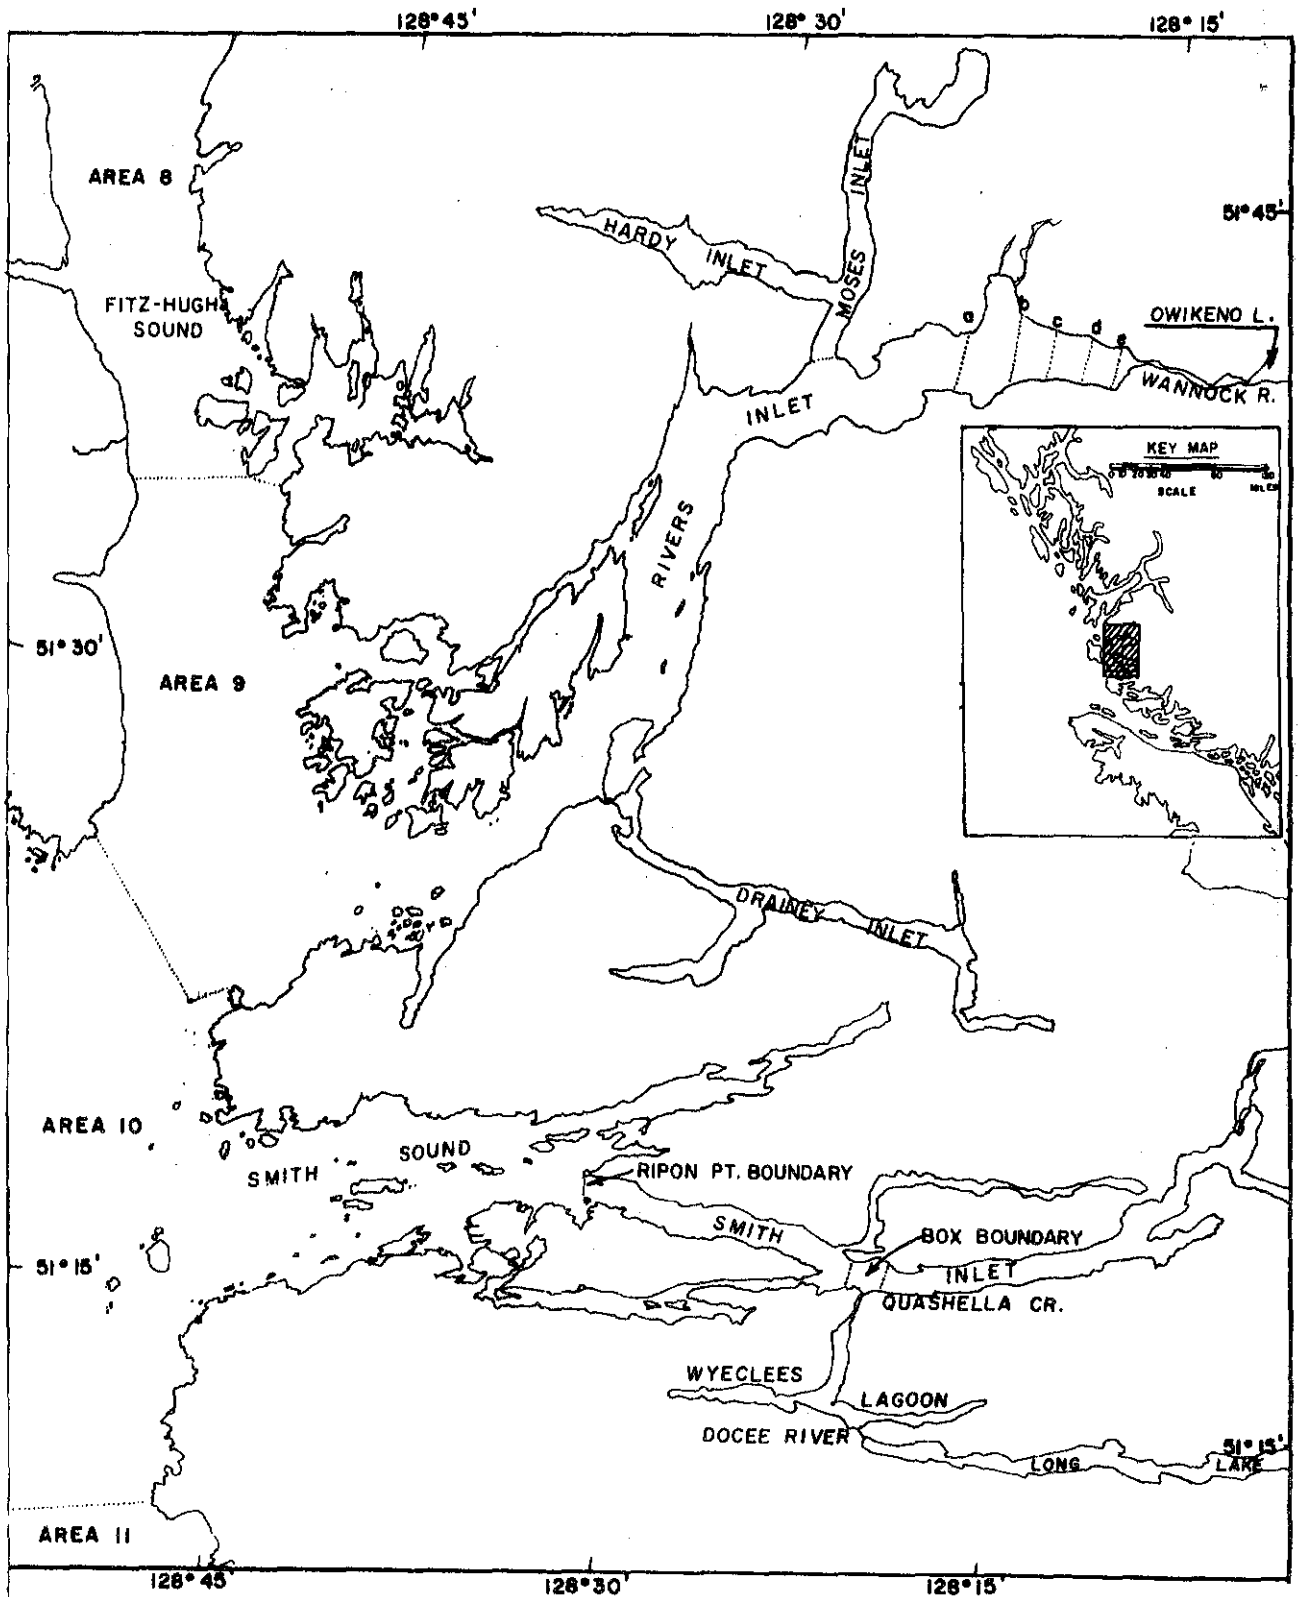 128° 45'
128° 30'
128° 15'
AREA 8
MOSES INLET
51° 45'
HARDY INLET
FITZ-HUGH
SOUND
a
b
c
d
e
OWIKENO L.
WANNOCK R.
RIVERS INLET
KEY MAP
SCALE
MILES
51° 30'
AREA 9
DRAINEY INLET
AREA 10
SMITH SOUND
RIPON PT. BOUNDARY
SMITH INLET
BOX BOUNDARY
51° 15'
QUASHELLA CR.
WYECLEES
LAGOON
DOCEE RIVER
51° 15'
LONG LAKE
AREA 11
128° 45'
128° 30'
128° 15'